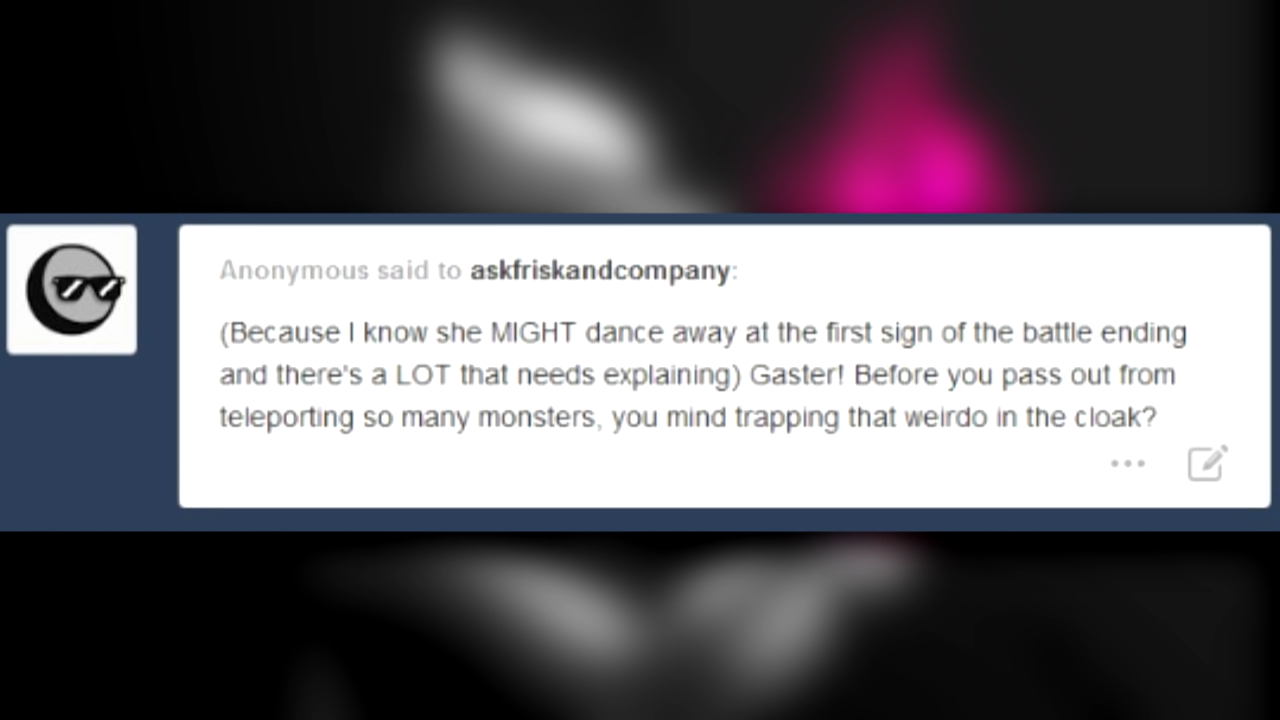 Anonymous said to askfriskandcompany:
(Because I know she MIGHT dance away at the first sign of the battle ending
and there's a LOT that needs explaining) Gaster! Before you pass out from
teleporting so many monsters, you mind trapping that weirdo in the cloak?